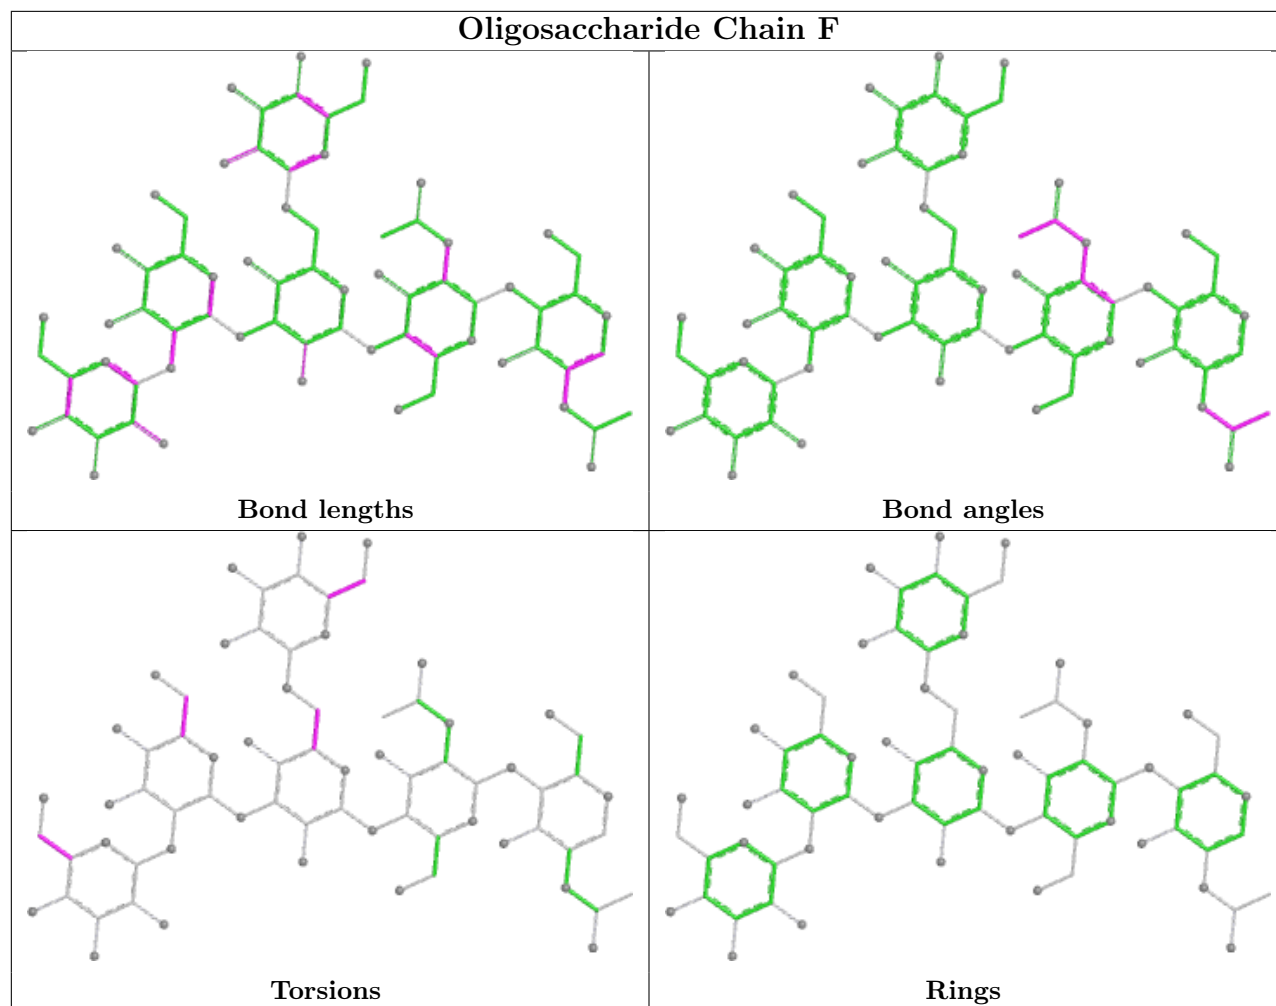 Oligosaccharide Chain F
Bond lengths
Bond angles
Torsions
Rings